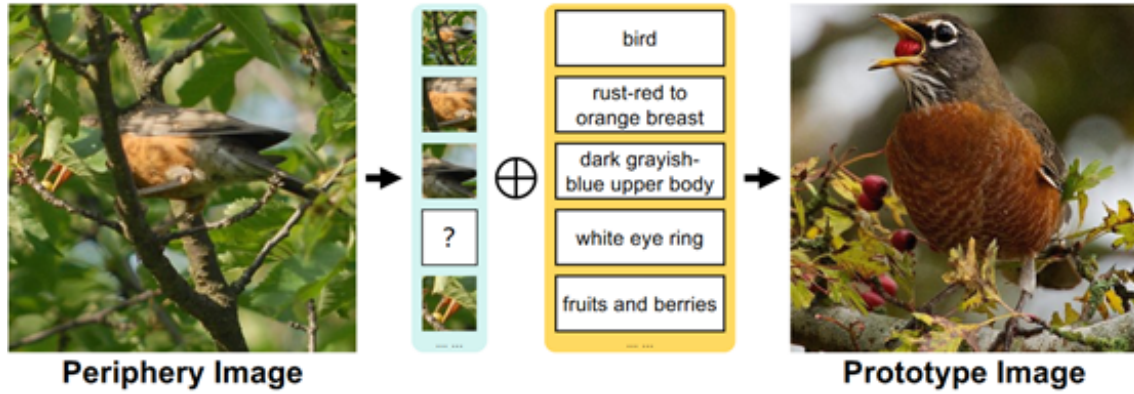 bird
rust-red to
orange breast
dark grayish-
blue upper body
?
white eye ring
fruits and berries
... ...
... ...
Periphery Image
Prototype Image